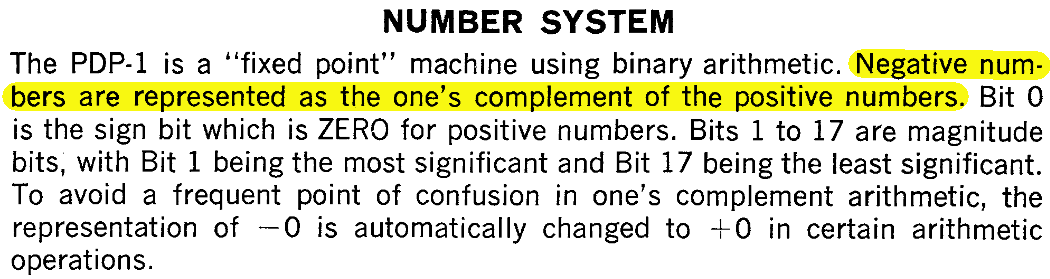 NUMBER SYSTEM
The PDP-1 is a “fixed point” machine using binary arithmetic. Negative num-
bers are represented as the one’s complement of the positive numbers. Bit 0
is the sign bit which is ZERO for positive numbers. Bits 1 to 17 are magnitude
bits, with Bit 1 being the most significant and Bit 17 being the least significant.
To avoid a frequent point of confusion in one’s complement arithmetic, the
representation of −0 is automatically changed to +0 in certain arithmetic
operations.